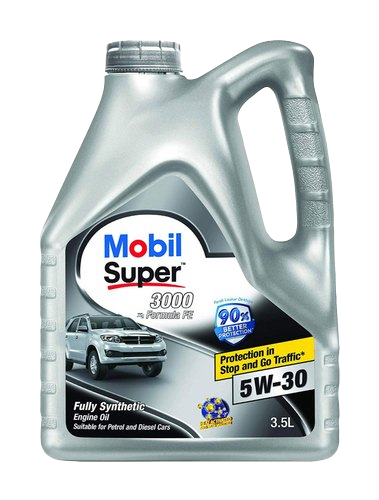 Mobil
Super™
3000
Formula FE
90%
BETTER
PROTECTION
Protection in
Stop and Go Traffic*
5W-30
Fully Synthetic
Engine Oil
Suitable for Petrol and Diesel Cars
3.5L